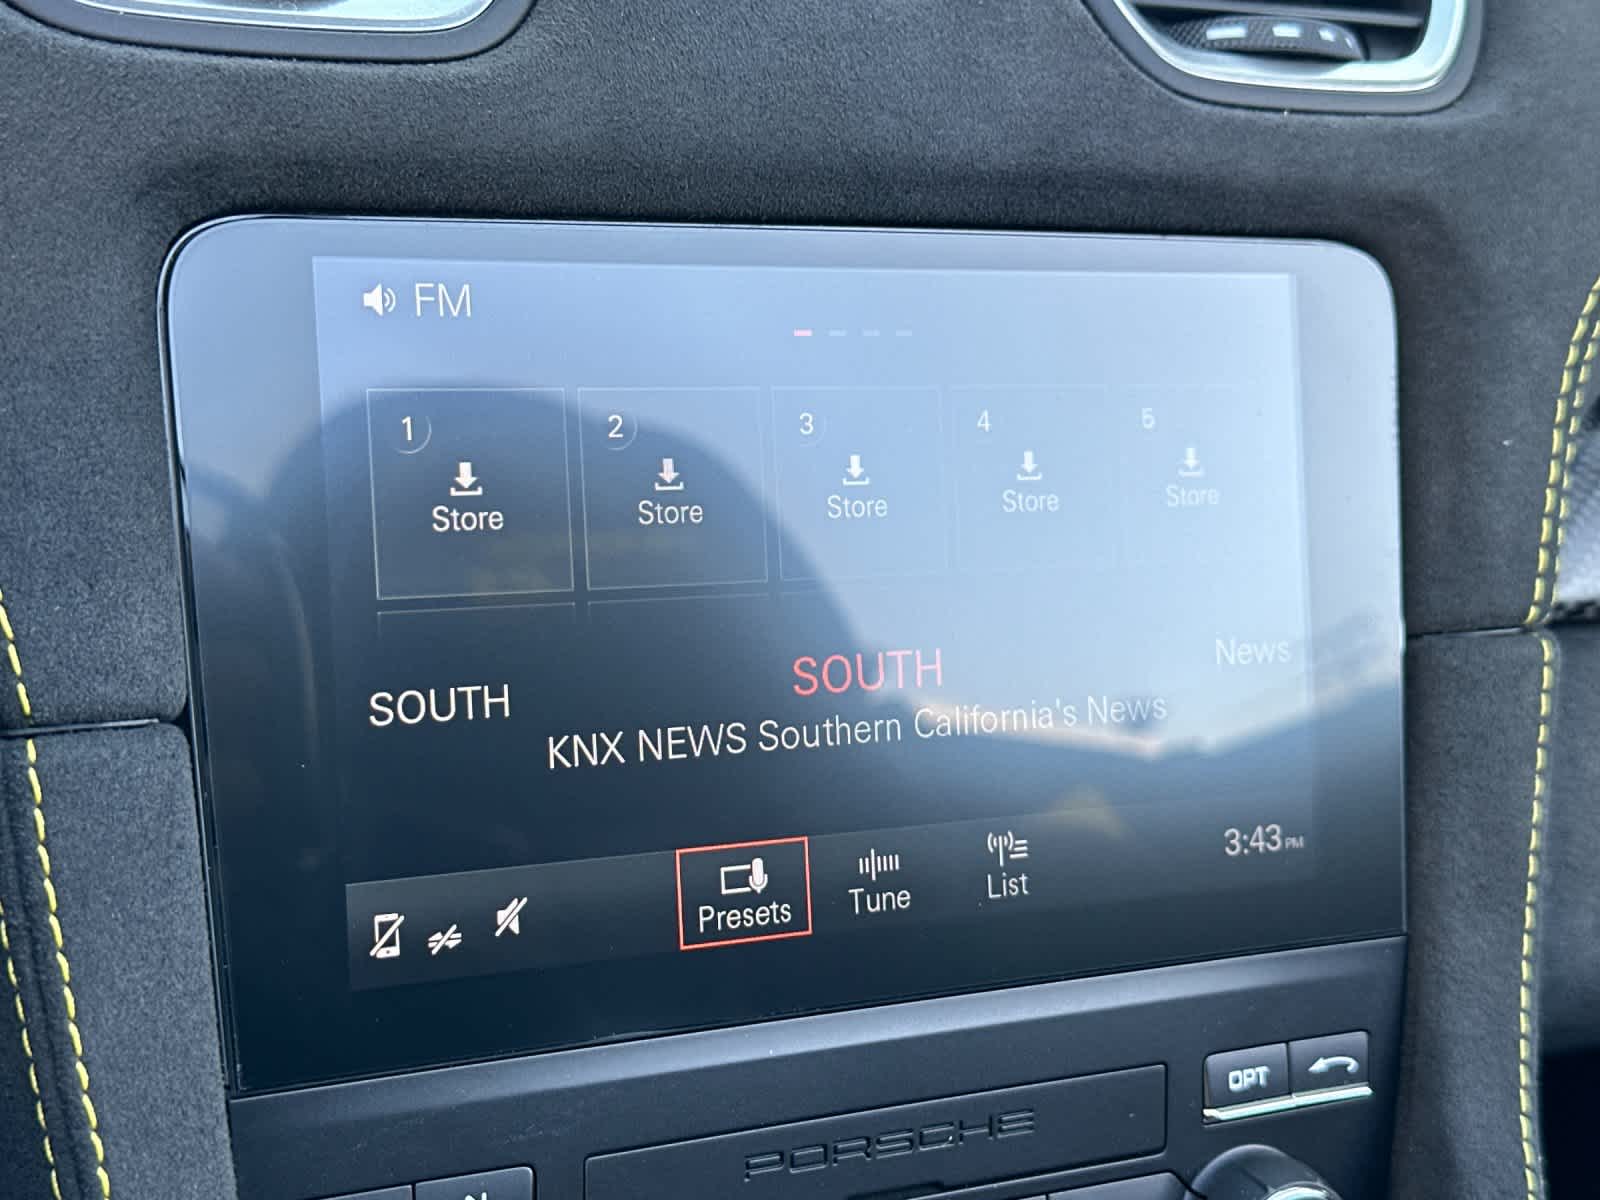 FM
1 2 3 4 5
Store Store Store Store Store
SOUTH SOUTH News
KNX NEWS Southern California's News
Presets Tune List 3:43 PM
OPT
PORSCHE